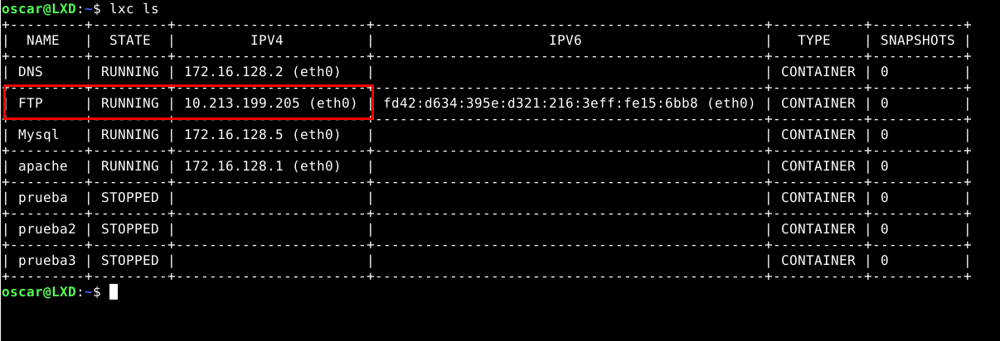 oscar@LXD:~$ lxc ls
+---------+---------+-----------------------+-----------------------------------------------+-----------+-----------+
|  NAME   |  STATE  |         IPV4          |                     IPV6                      |   TYPE    | SNAPSHOTS |
+---------+---------+-----------------------+-----------------------------------------------+-----------+-----------+
| DNS     | RUNNING | 172.16.128.2 (eth0)   |                                               | CONTAINER | 0         |
+---------+---------+-----------------------+-----------------------------------------------+-----------+-----------+
| FTP     | RUNNING | 10.213.199.205 (eth0) | fd42:d634:395e:d321:216:3eff:fe15:6bb8 (eth0) | CONTAINER | 0         |
+---------+---------+-----------------------+-----------------------------------------------+-----------+-----------+
| Mysql   | RUNNING | 172.16.128.5 (eth0)   |                                               | CONTAINER | 0         |
+---------+---------+-----------------------+-----------------------------------------------+-----------+-----------+
| apache  | RUNNING | 172.16.128.1 (eth0)   |                                               | CONTAINER | 0         |
+---------+---------+-----------------------+-----------------------------------------------+-----------+-----------+
| prueba  | STOPPED |                       |                                               | CONTAINER | 0         |
+---------+---------+-----------------------+-----------------------------------------------+-----------+-----------+
| prueba2 | STOPPED |                       |                                               | CONTAINER | 0         |
+---------+---------+-----------------------+-----------------------------------------------+-----------+-----------+
| prueba3 | STOPPED |                       |                                               | CONTAINER | 0         |
+---------+---------+-----------------------+-----------------------------------------------+-----------+-----------+
oscar@LXD:~$